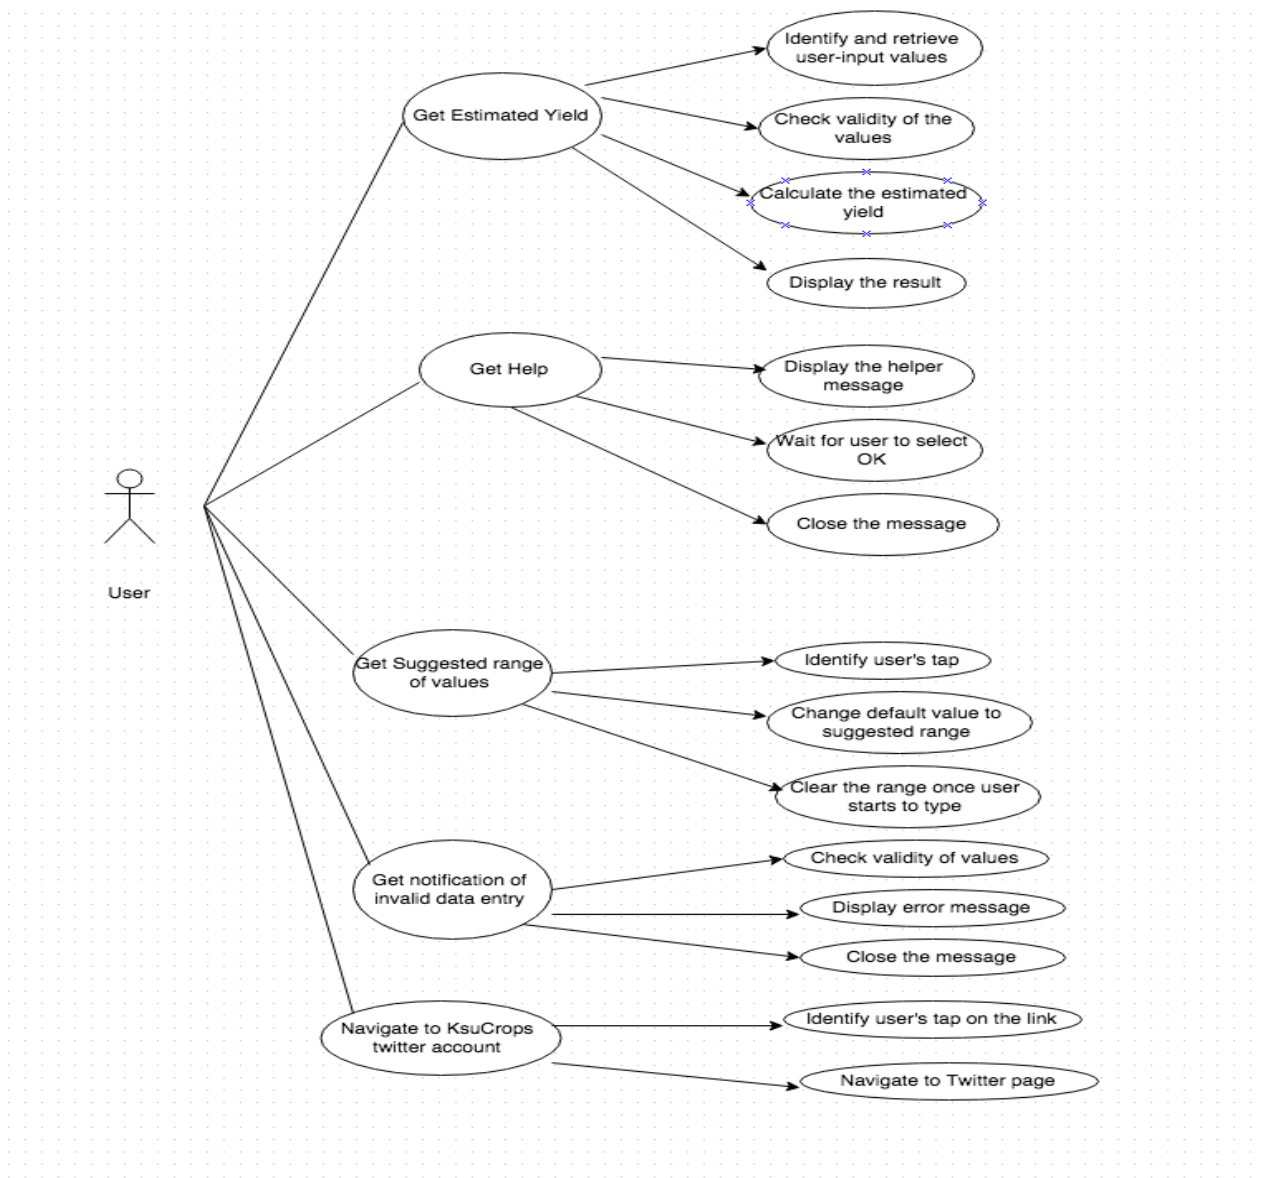 Identify and retrieve
user-input values
Get Estimated Yield
Check validity of the
values
Calculate the estimated
yield
Display the result
Get Help
Display the helper
message
Wait for user to select
OK
Close the message
User
Get Suggested range
of values
Identify user's tap
Change default value to
suggested range
Clear the range once user
starts to type
Get notification of
invalid data entry
Check validity of values
Display error message
Close the message
Navigate to KsuCrops
twitter account
Identify user's tap on the link
Navigate to Twitter page